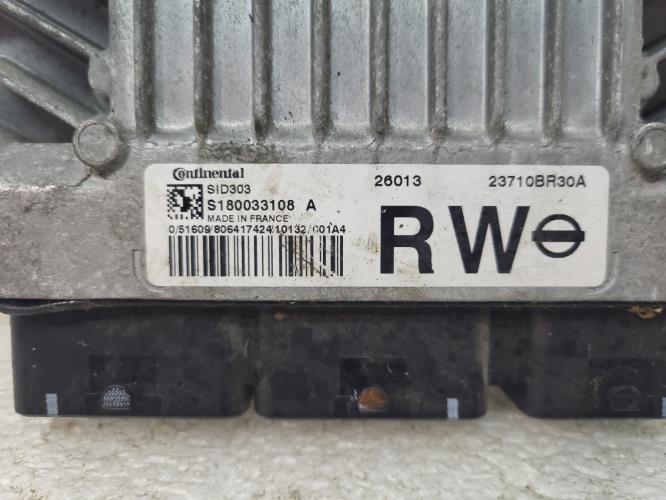 Continental
SID303
S180033108 A
MADE IN FRANCE
0/51609/806417424/10132/001A4
26013 23710BR30A
RW